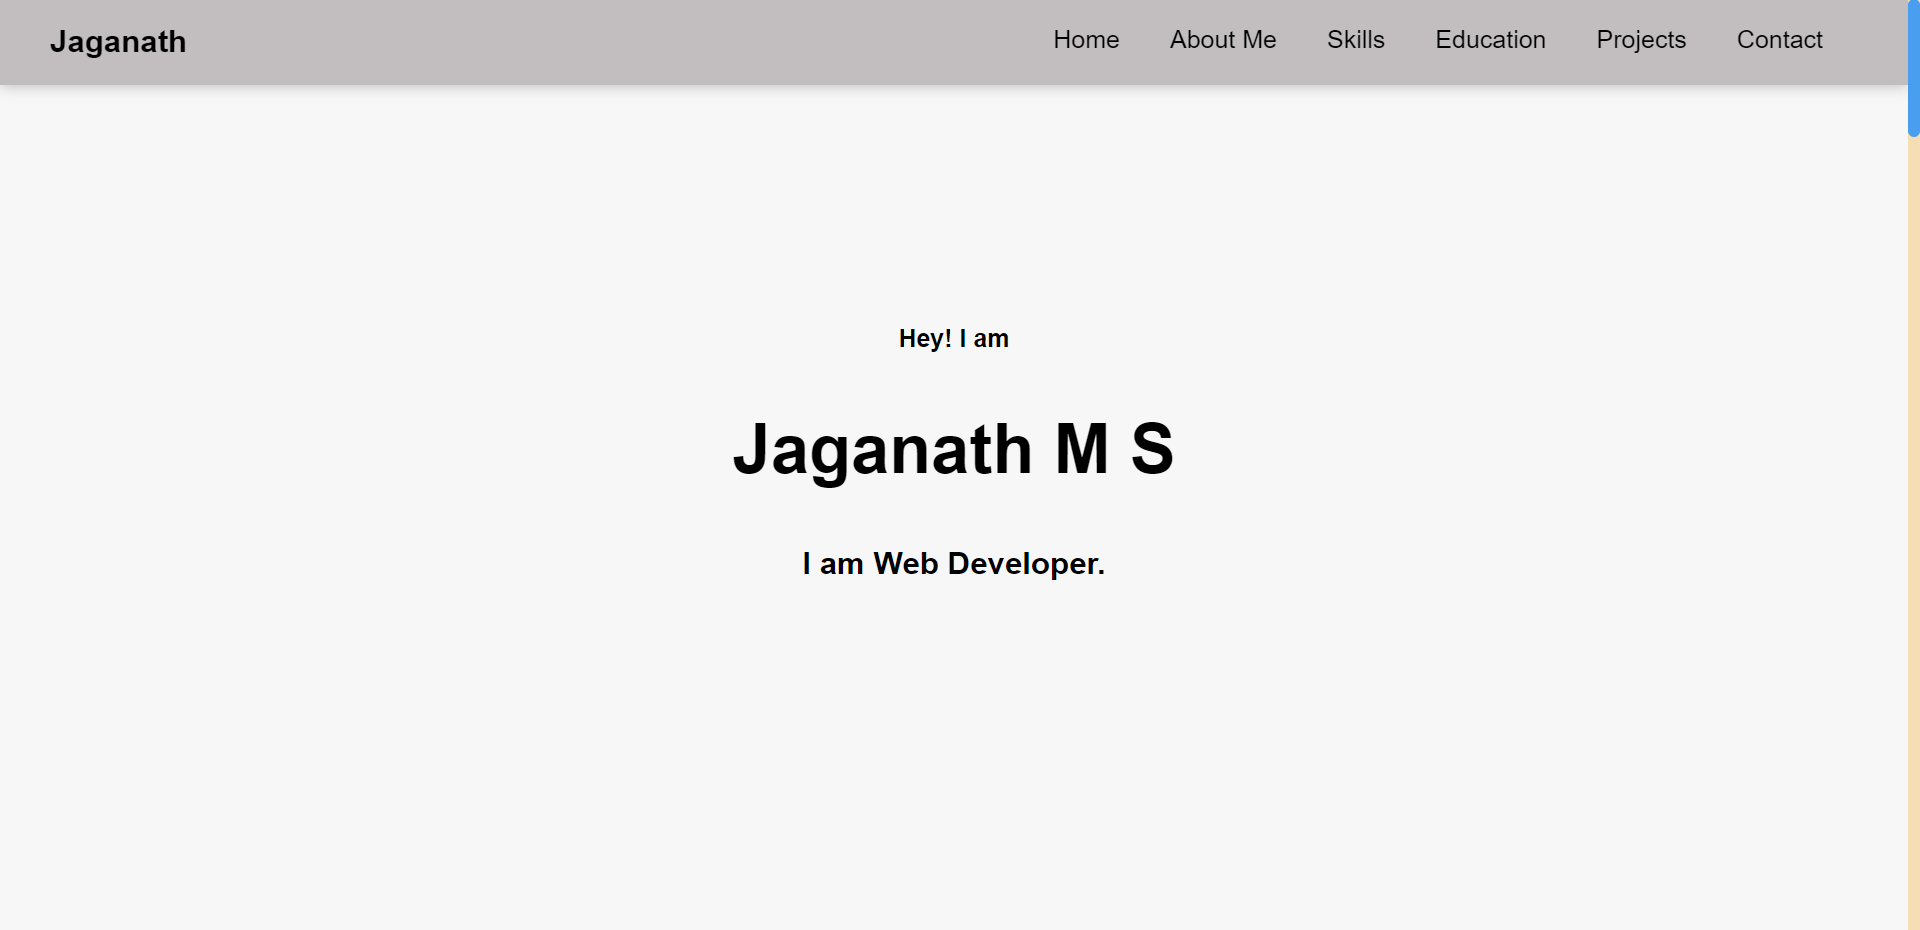 Jaganath
Home About Me Skills Education Projects Contact
Hey! I am
Jaganath M S
I am Web Developer.